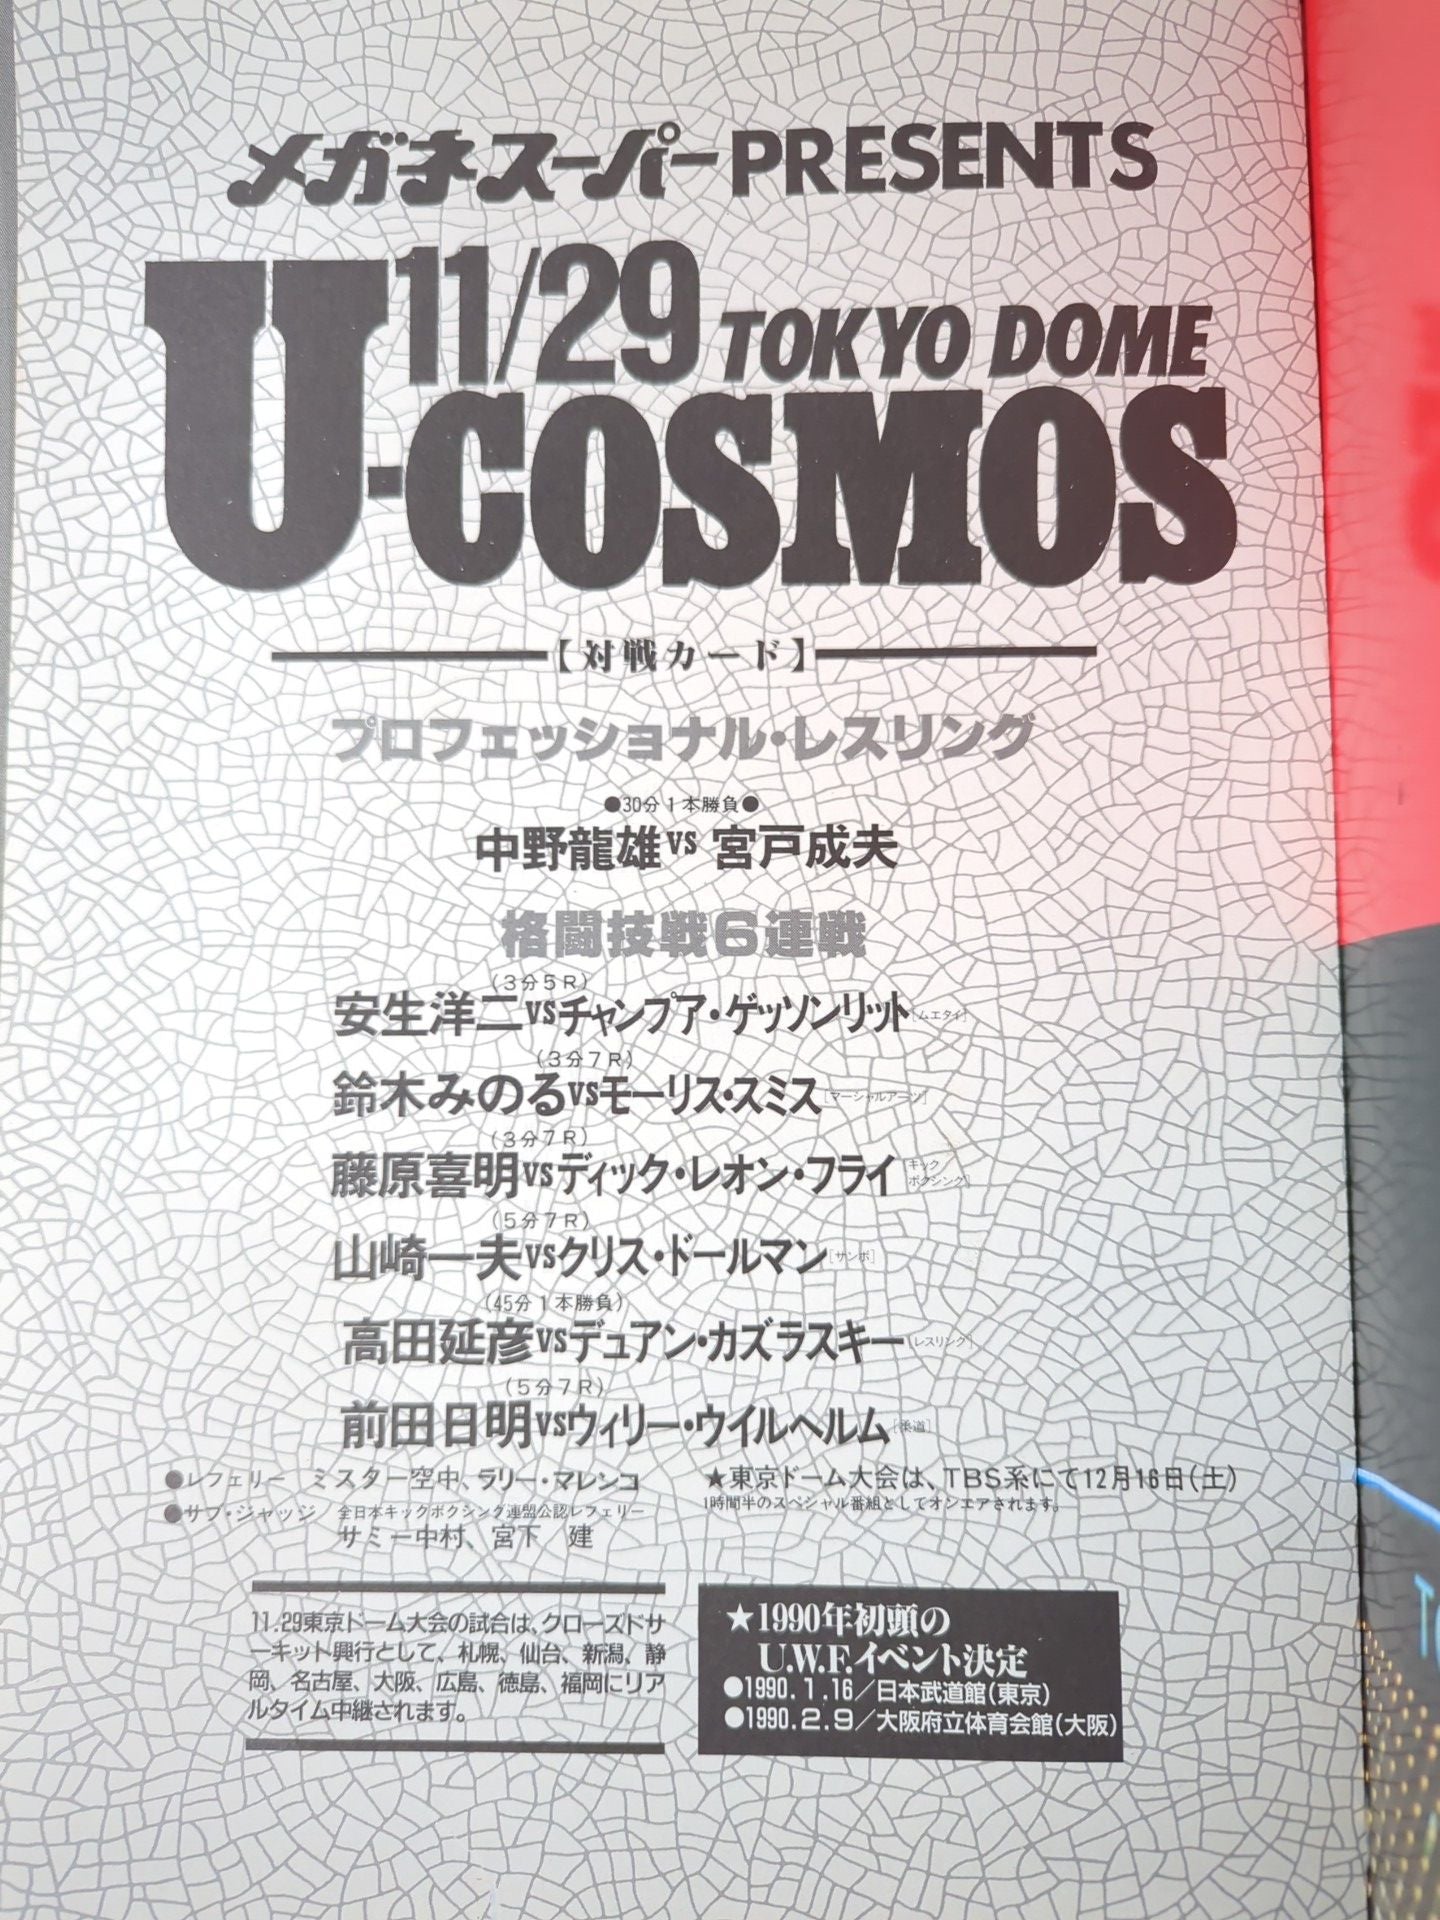 メガネスーパーPRESENTS
11/29 TOKYO DOME
U-COSMOS
【対戦カード】
プロフェッショナル・レスリング
●30分1本勝負●
中野龍雄vs宮戸成夫
格闘技戦6連戦
(3分5R)
安生洋二vsチャンプア・ゲッソンリット[ムエタイ]
(3分7R)
鈴木みのるvsモーリス・スミス[マーシャルアーツ]
(3分7R)
藤原喜明vsディック・レオン・フライ[キックボクシング]
(5分7R)
山崎一夫vsクリス・ドールマン[サンボ]
(45分1本勝負)
高田延彦vsデュアン・カズラスキー[レスリング]
(5分7R)
前田日明vsウィリー・ウイルヘルム[柔道]
●レフェリー ミスター空中、ラリー・マレンコ
●サブ・ジャッジ/全日本キックボクシング連盟公認レフェリー
サミー中村、宮下 建
★東京ドーム大会は、TBS系にて12月16日(土)
1時間半のスペシャル番組としてオンエアされます。
11.29東京ドーム大会の試合は、クローズドサ
ーキット興行として、札幌、仙台、新潟、静
岡、名古屋、大阪、広島、徳島、福岡にリア
ルタイム中継されます。
★1990年初頭の
U.W.F.イベント決定
●1990.1.16/日本武道館(東京)
●1990.2.9/大阪府立体育会館(大阪)